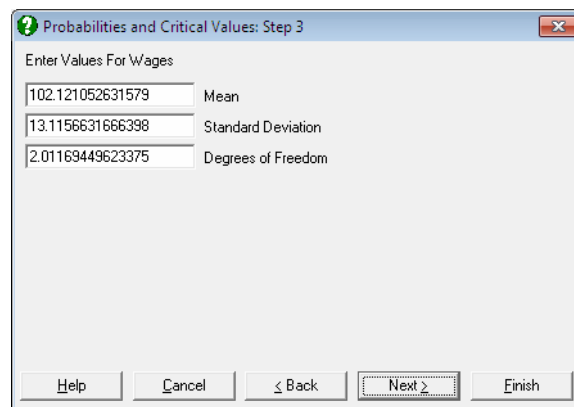 Probabilities and Critical Values: Step 3
Enter Values For Wages
102.121052631579 Mean
13.1156631666398 Standard Deviation
2.01169449623375 Degrees of Freedom
Help Cancel < Back Next > Finish